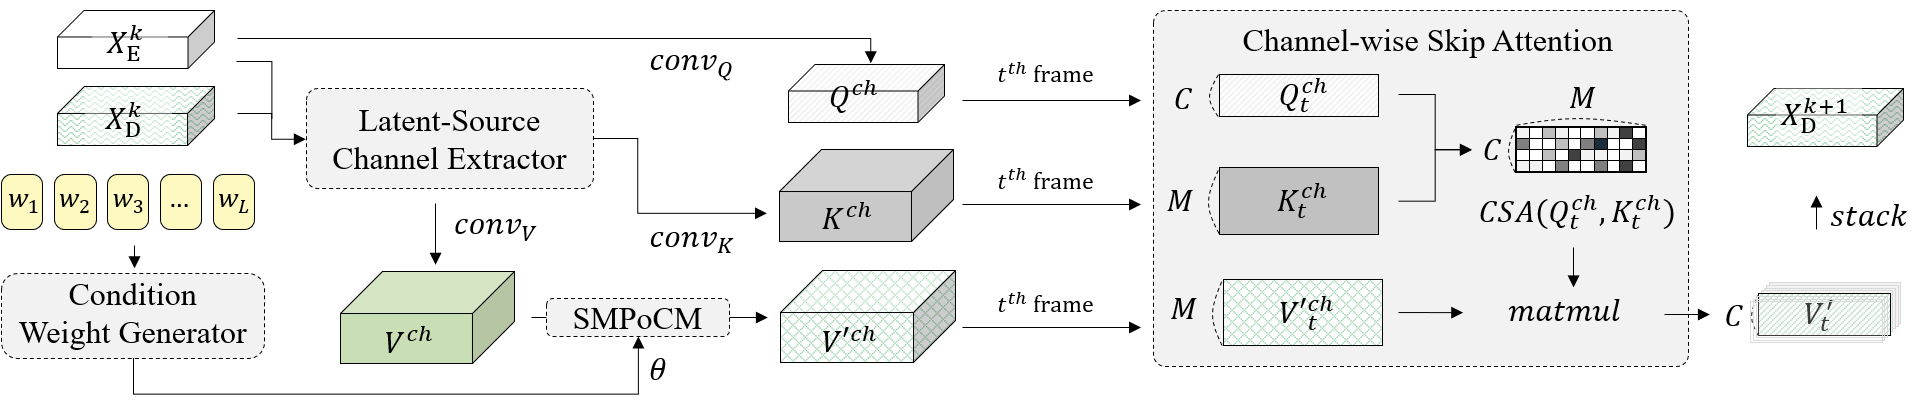 X_E^k
X_D^k
w_1 w_2 w_3 ... w_L
Condition
Weight Generator
Latent-Source
Channel Extractor
conv_Q
conv_V
conv_K
V^ch
SMPoCM
θ
Q^ch
K^ch
V'^ch
t^th frame
t^th frame
t^th frame
Channel-wise Skip Attention
C
Q_t^ch
M
K_t^ch
M
V'_t^ch
M
C
CSA(Q_t^ch, K_t^ch)
matmul
X_D^k+1
stack
C
V_t'